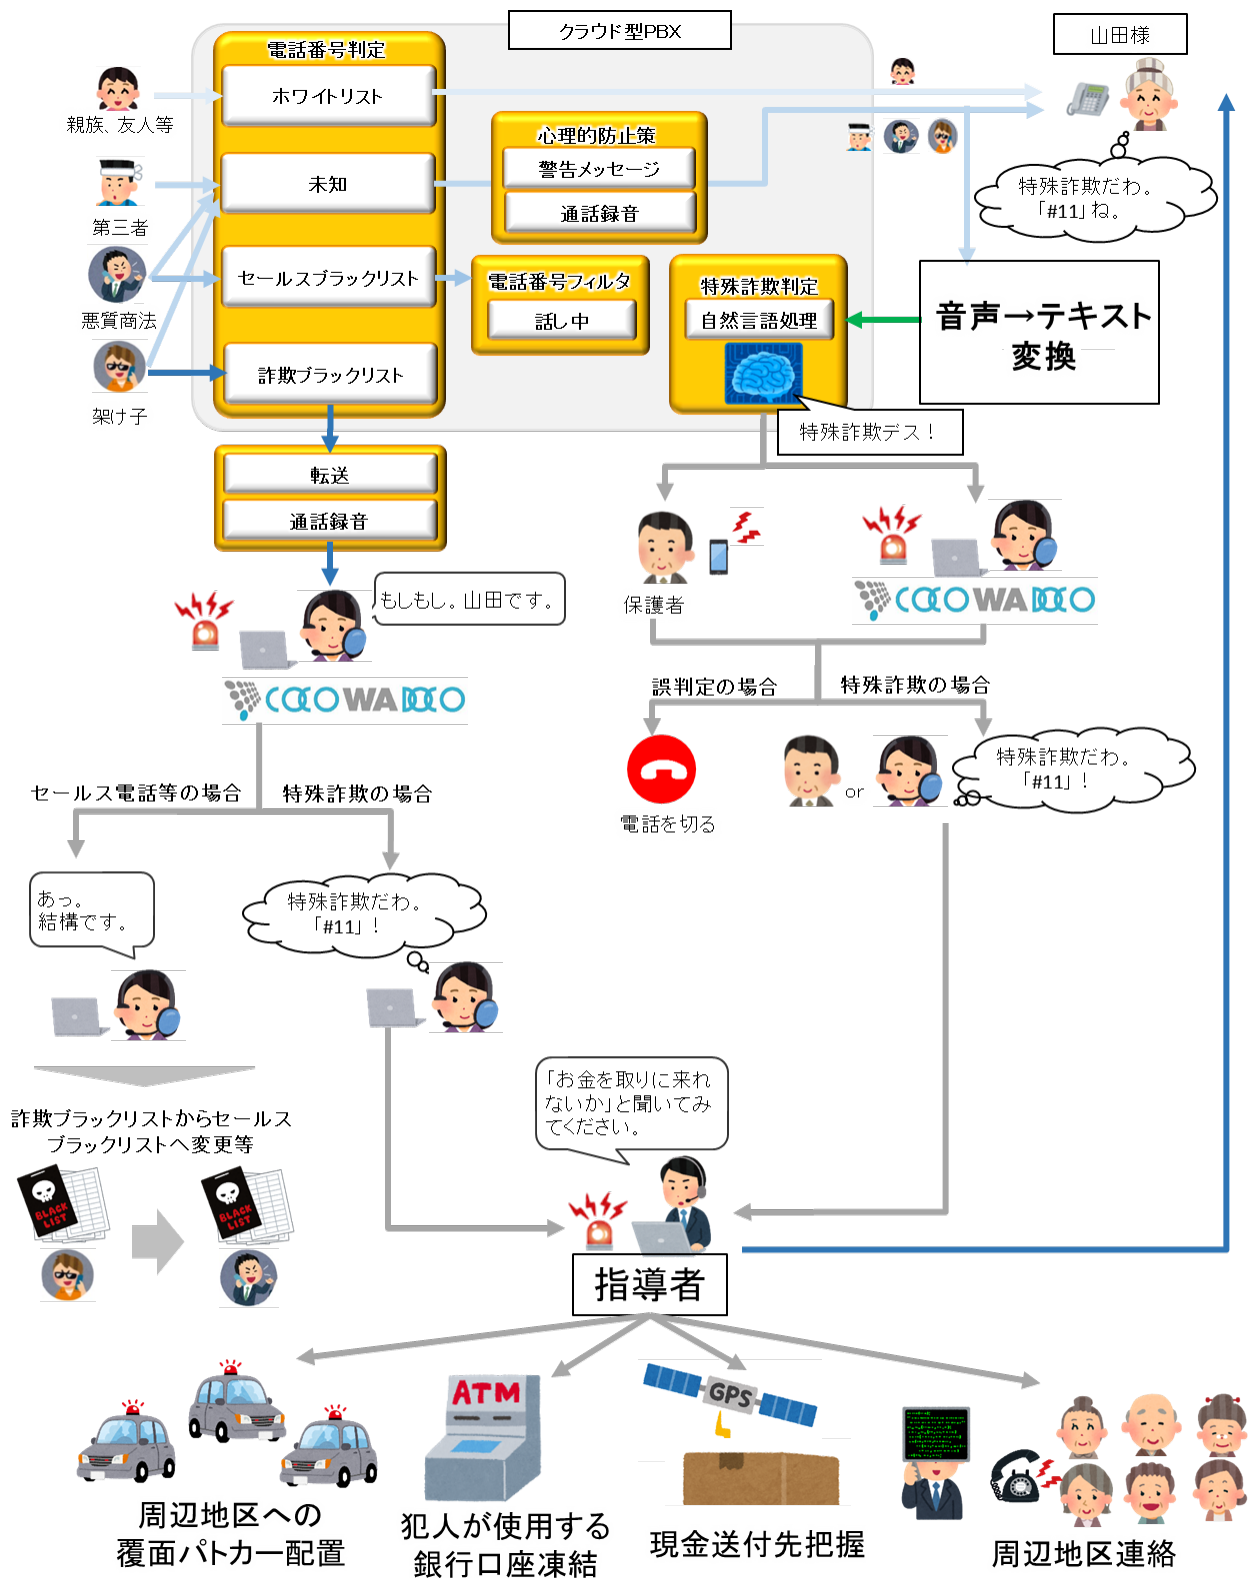 クラウド型PBX
山田様
電話番号判定
ホワイトリスト
親族、友人等
心理的防止策
警告メッセージ
通話録音
未知
第三者
特殊詐欺だわ。
「#11」ね。
セールスブラックリスト
悪質商法
電話番号フィルタ
話し中
特殊詐欺判定
自然言語処理
音声→テキスト
変換
詐欺ブラックリスト
架け子
特殊詐欺デス！
転送
通話録音
もしもし。山田です。
保護者
COCOWADOCO
COCOWADOCO
誤判定の場合
特殊詐欺の場合
電話を切る
or
特殊詐欺だわ。
「#11」！
セールス電話等の場合
特殊詐欺の場合
あっ。
結構です。
特殊詐欺だわ。
「#11」！
「お金を取りに来れ
ないか」と聞いてみ
てください。
詐欺ブラックリストからセールス
ブラックリストへ変更等
BLACK
LIST
BLACK
LIST
指導者
ATM
GPS
周辺地区への
覆面パトカー配置
犯人が使用する
銀行口座凍結
現金送付先把握
周辺地区連絡